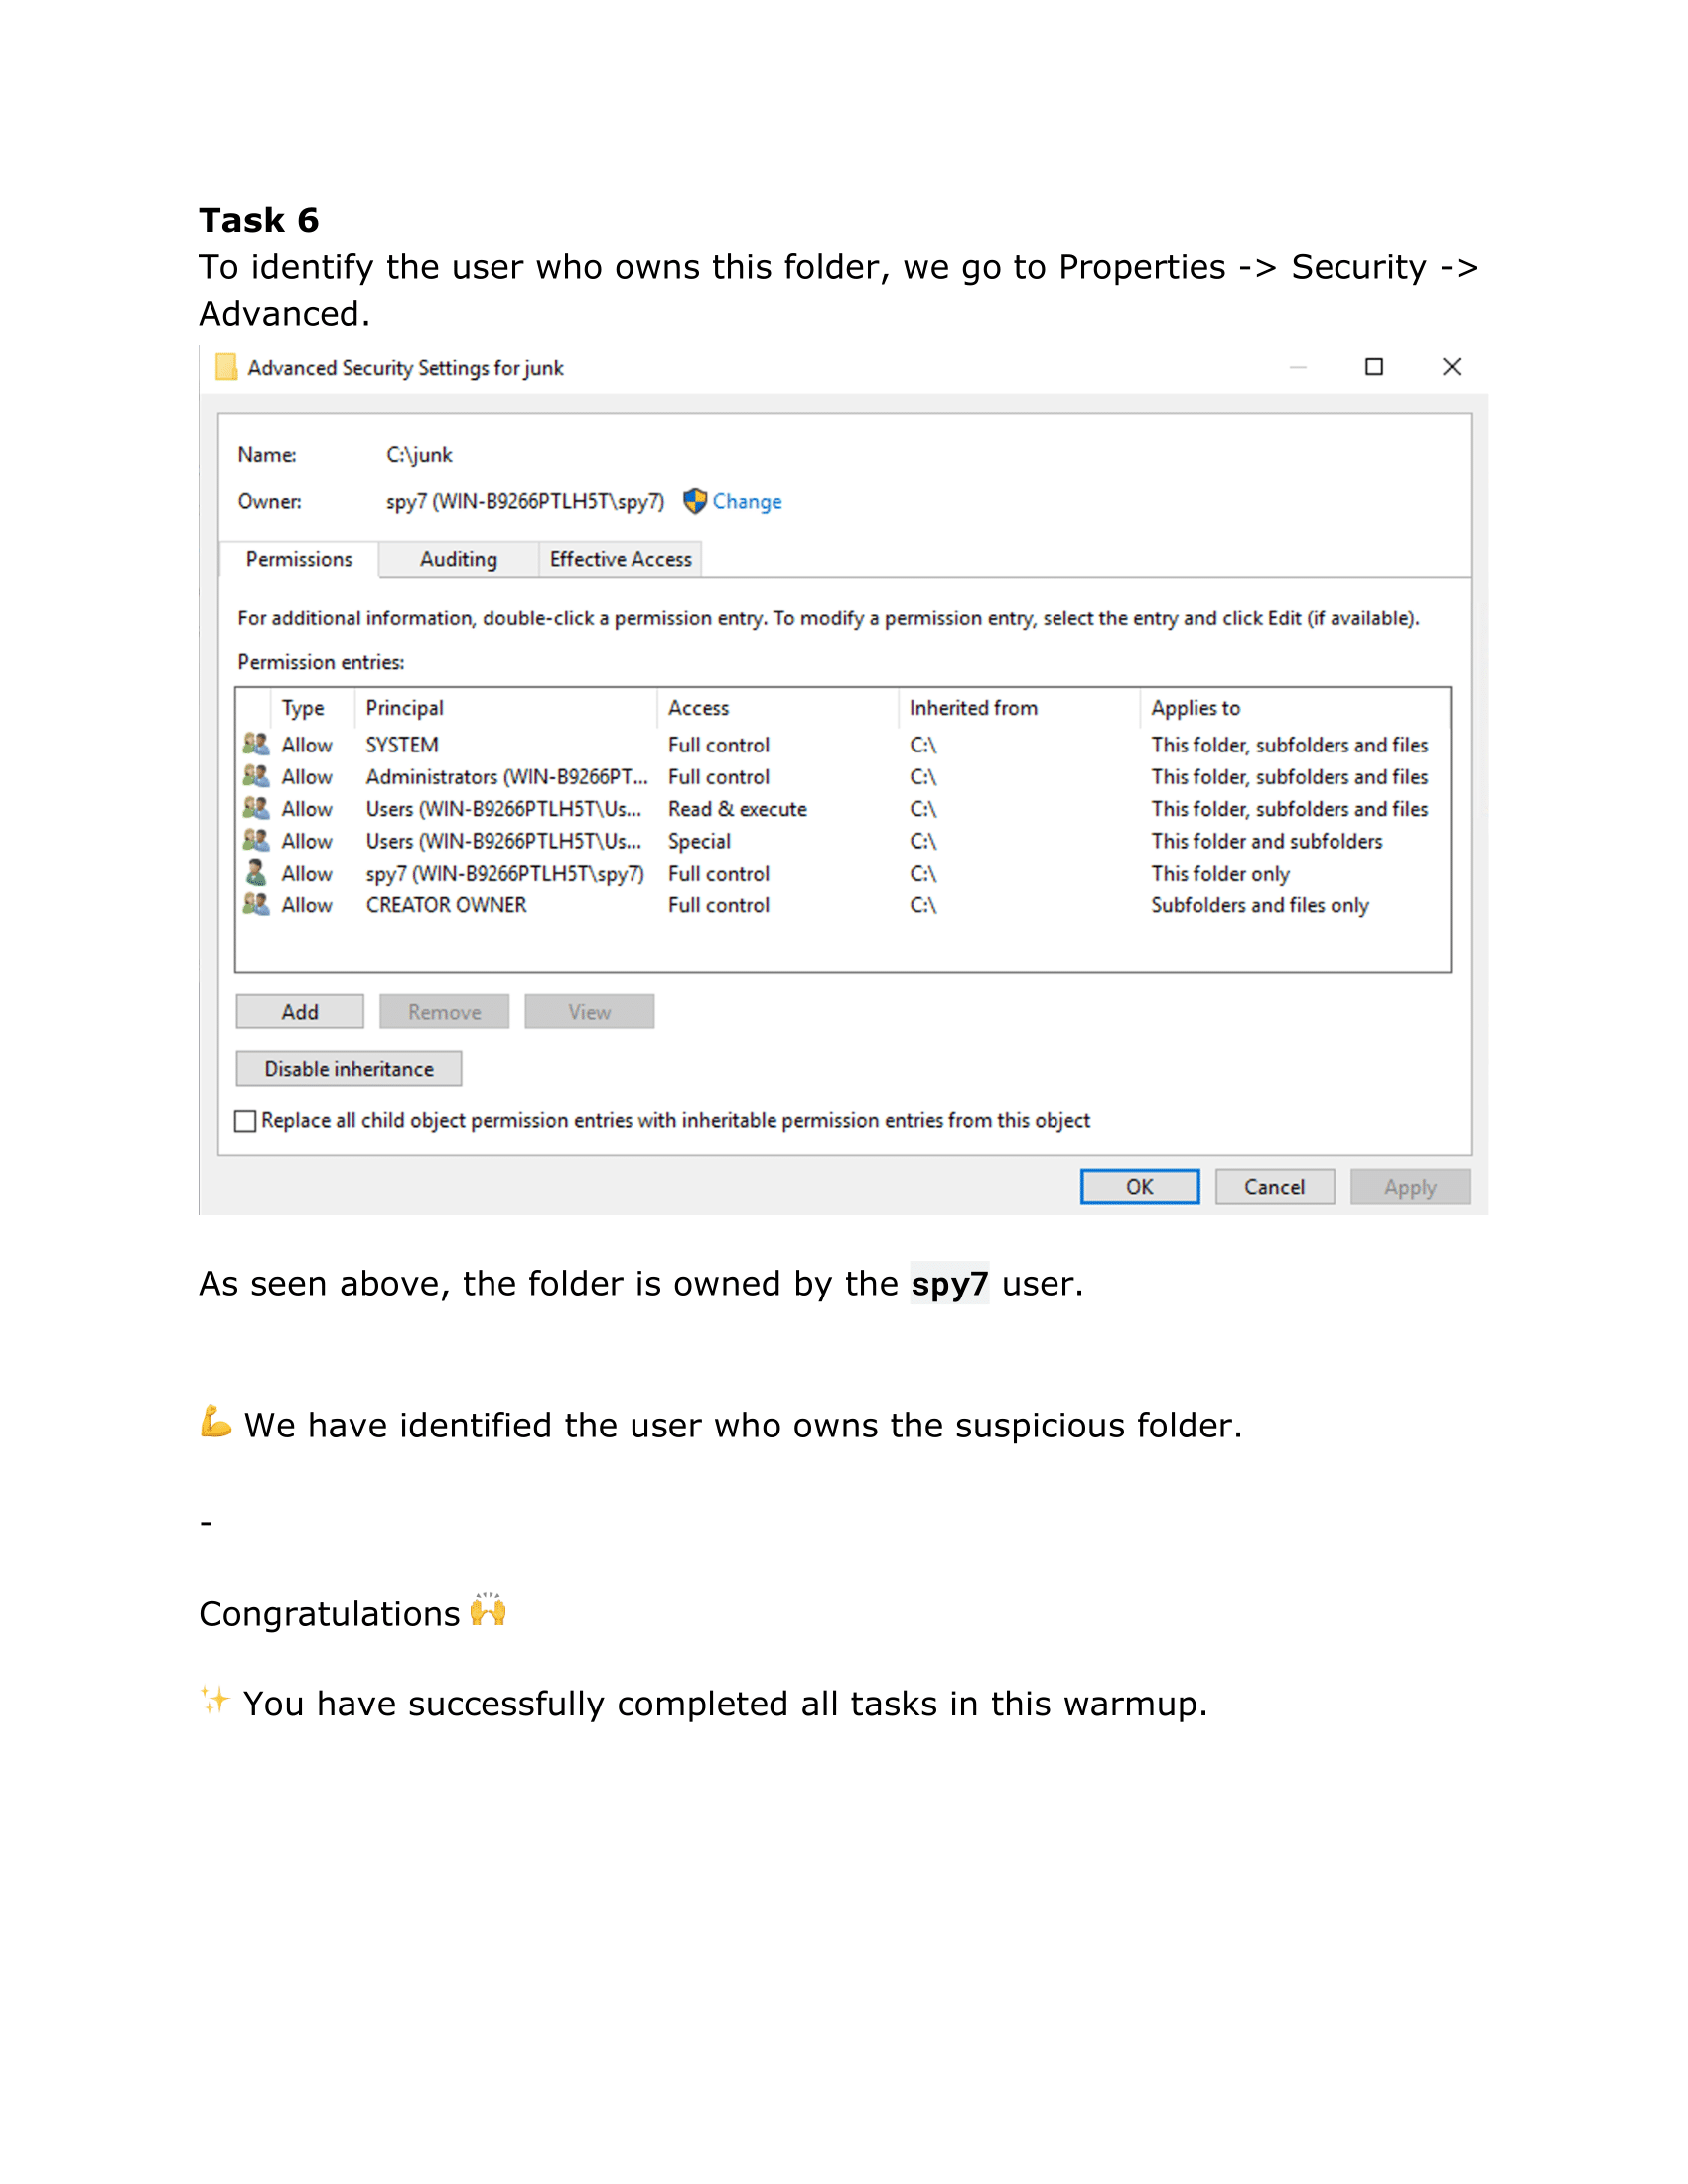 Task 6
To identify the user who owns this folder, we go to Properties -> Security ->
Advanced.
Advanced Security Settings for junk
Name: C:\junk
Owner: spy7 (WIN-B9266PTLH5T\spy7) Change
Permissions Auditing Effective Access
For additional information, double-click a permission entry. To modify a permission entry, select the entry and click Edit (if available).
Permission entries:
Type Principal Access Inherited from Applies to
Allow SYSTEM Full control C:\ This folder, subfolders and files
Allow Administrators (WIN-B9266PT... Full control C:\ This folder, subfolders and files
Allow Users (WIN-B9266PTLH5T\Us... Read & execute C:\ This folder, subfolders and files
Allow Users (WIN-B9266PTLH5T\Us... Special C:\ This folder and subfolders
Allow spy7 (WIN-B9266PTLH5T\spy7) Full control C:\ This folder only
Allow CREATOR OWNER Full control C:\ Subfolders and files only
Add Remove View
Disable inheritance
Replace all child object permission entries with inheritable permission entries from this object
OK Cancel Apply
As seen above, the folder is owned by the spy7 user.
💪 We have identified the user who owns the suspicious folder.
-
Congratulations 🙌
✨ You have successfully completed all tasks in this warmup.